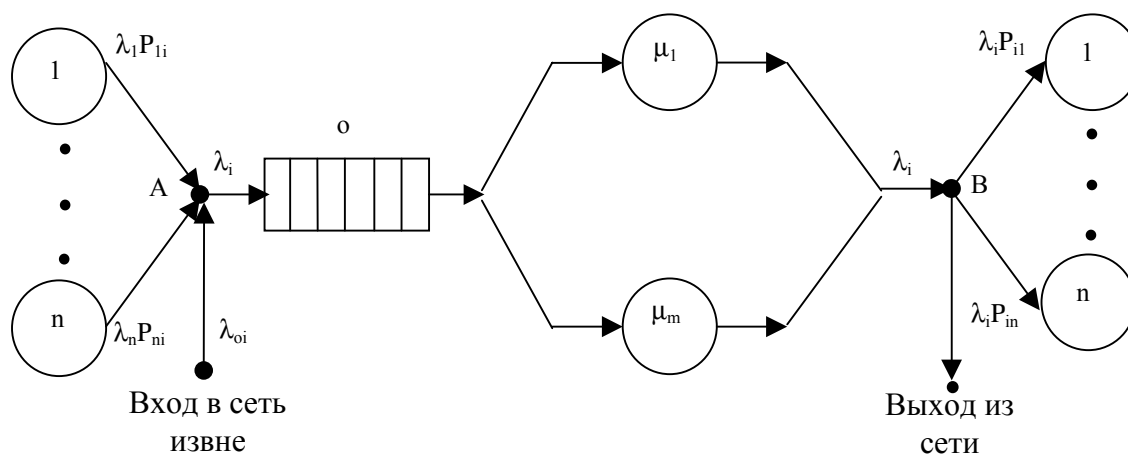 1
λ₁P₁ᵢ
A
λᵢ
o
n
λₙPₙᵢ
λₒᵢ
Вход в сеть
извне
μ₁
μₘ
λᵢ
B
λᵢPᵢ₁
1
λᵢPᵢₙ
n
Выход из
сети